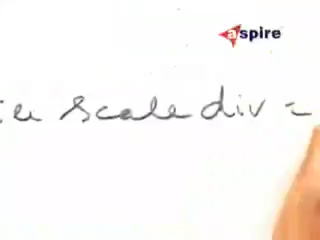 aspire
scale div =